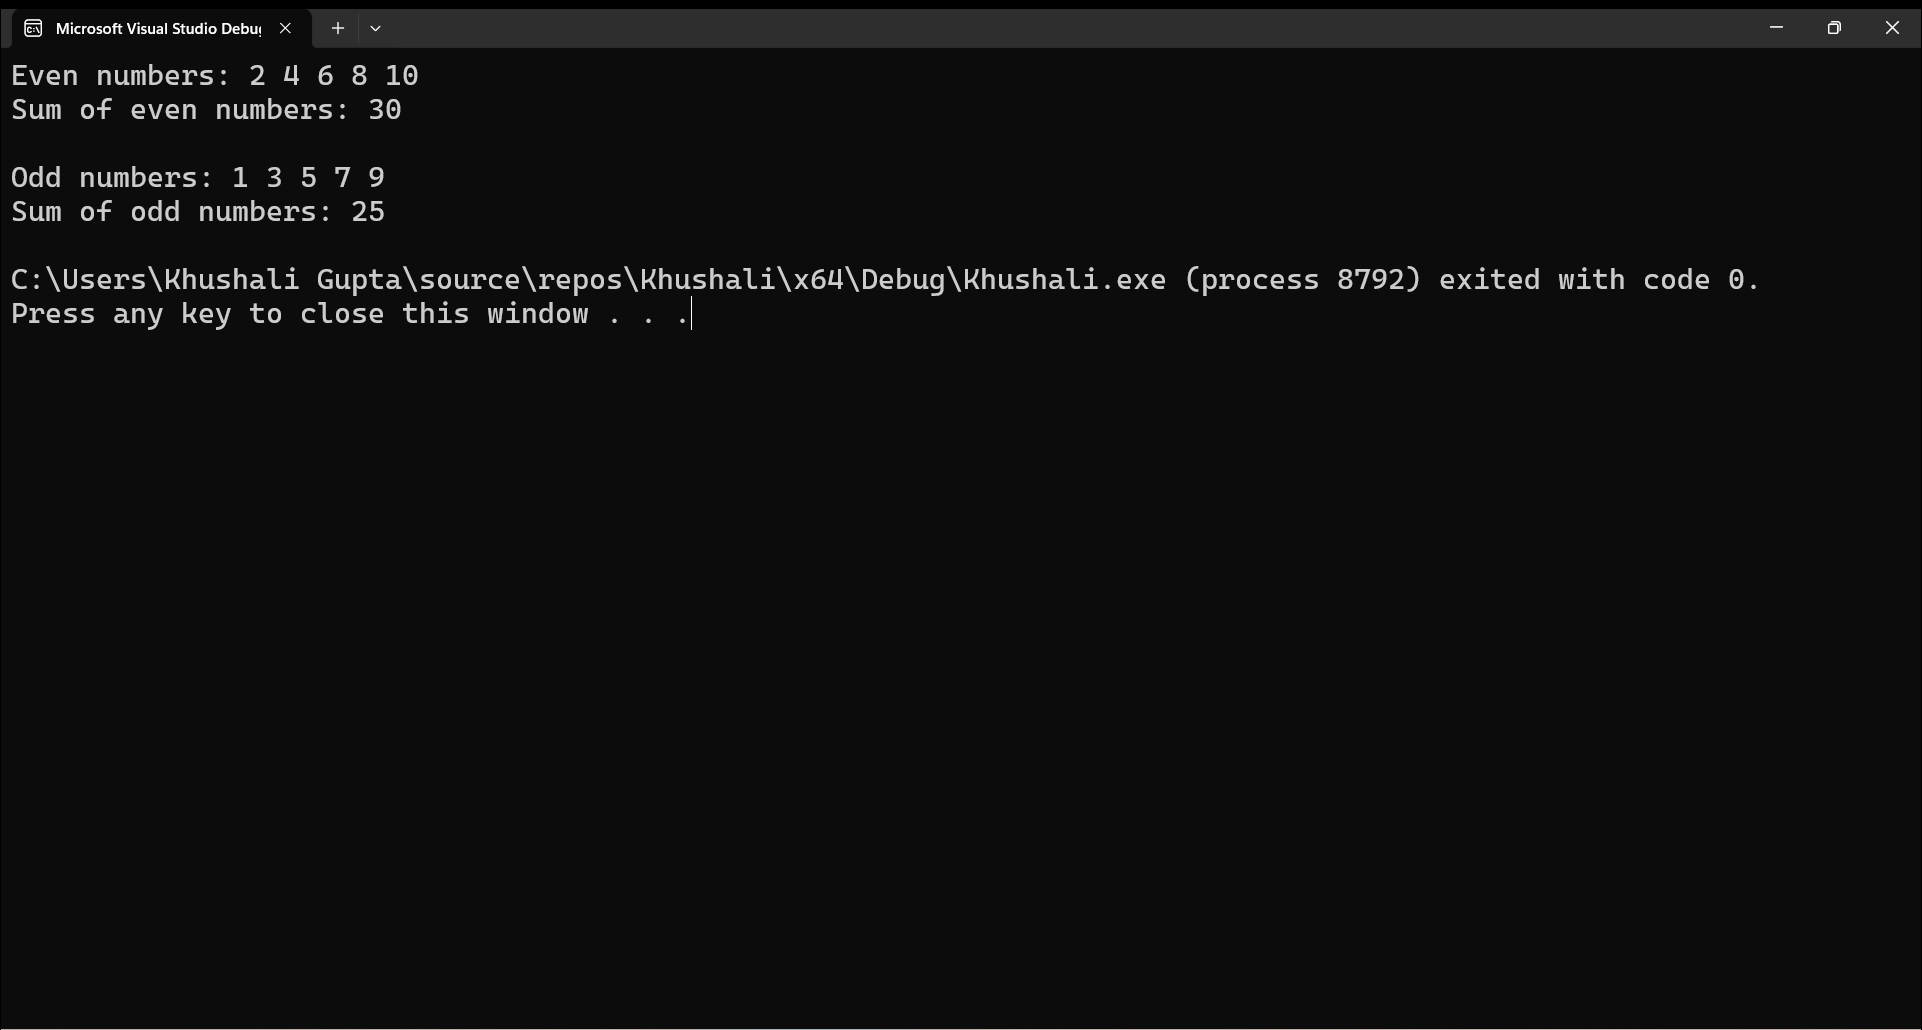 Microsoft Visual Studio Debug
Even numbers: 2 4 6 8 10
Sum of even numbers: 30
Odd numbers: 1 3 5 7 9
Sum of odd numbers: 25
C:\Users\Khushali Gupta\source\repos\Khushali\x64\Debug\Khushali.exe (process 8792) exited with code 0.
Press any key to close this window . . .